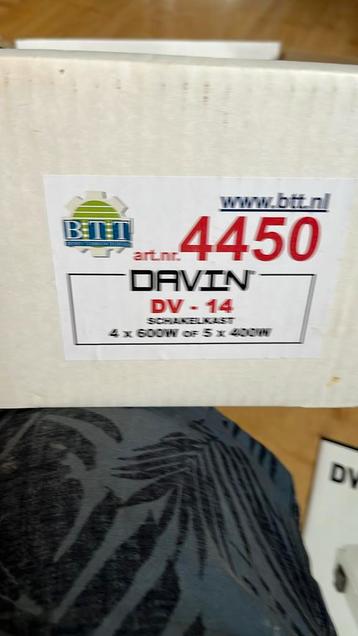 www.btt.nl
BTT
art.nr. 4450
DAVIN
DV - 14
SCHAKELKAST
4 x 600W OF 5 x 400W
DV